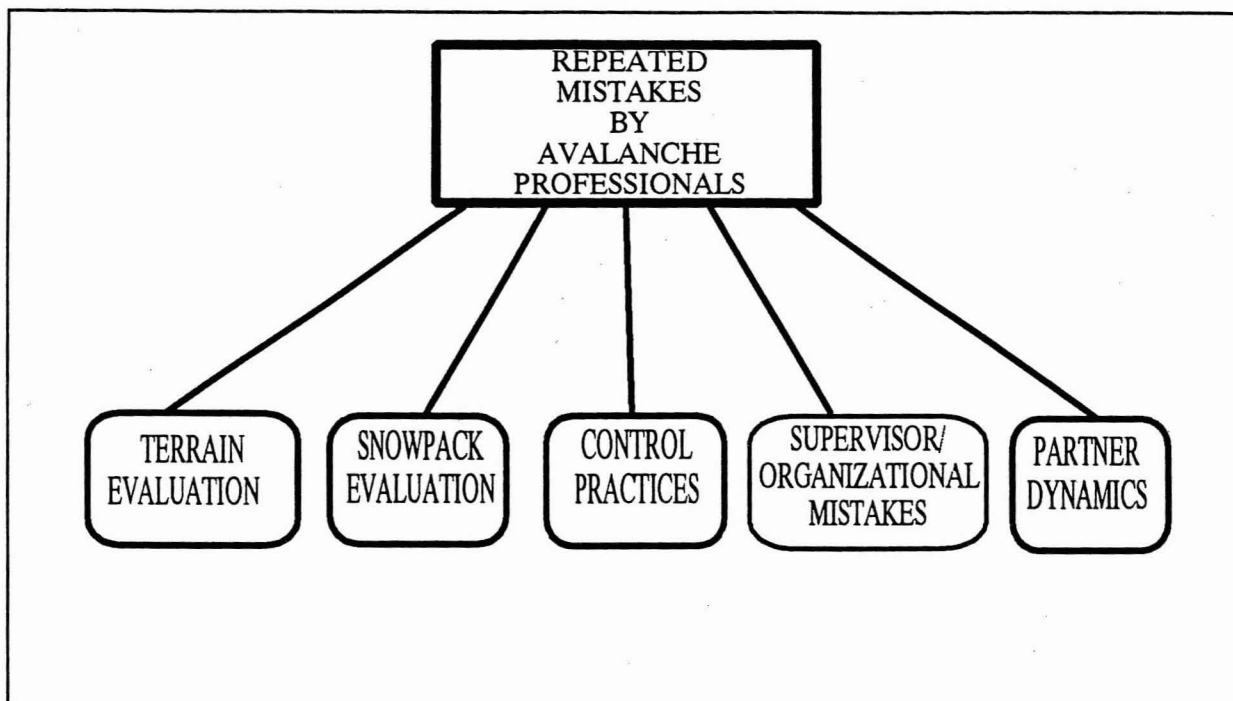 REPEATED
MISTAKES
BY
AVALANCHE
PROFESSIONALS
TERRAIN
EVALUATION
SNOWPACK
EVALUATION
CONTROL
PRACTICES
SUPERVISOR/
ORGANIZATIONAL
MISTAKES
PARTNER
DYNAMICS